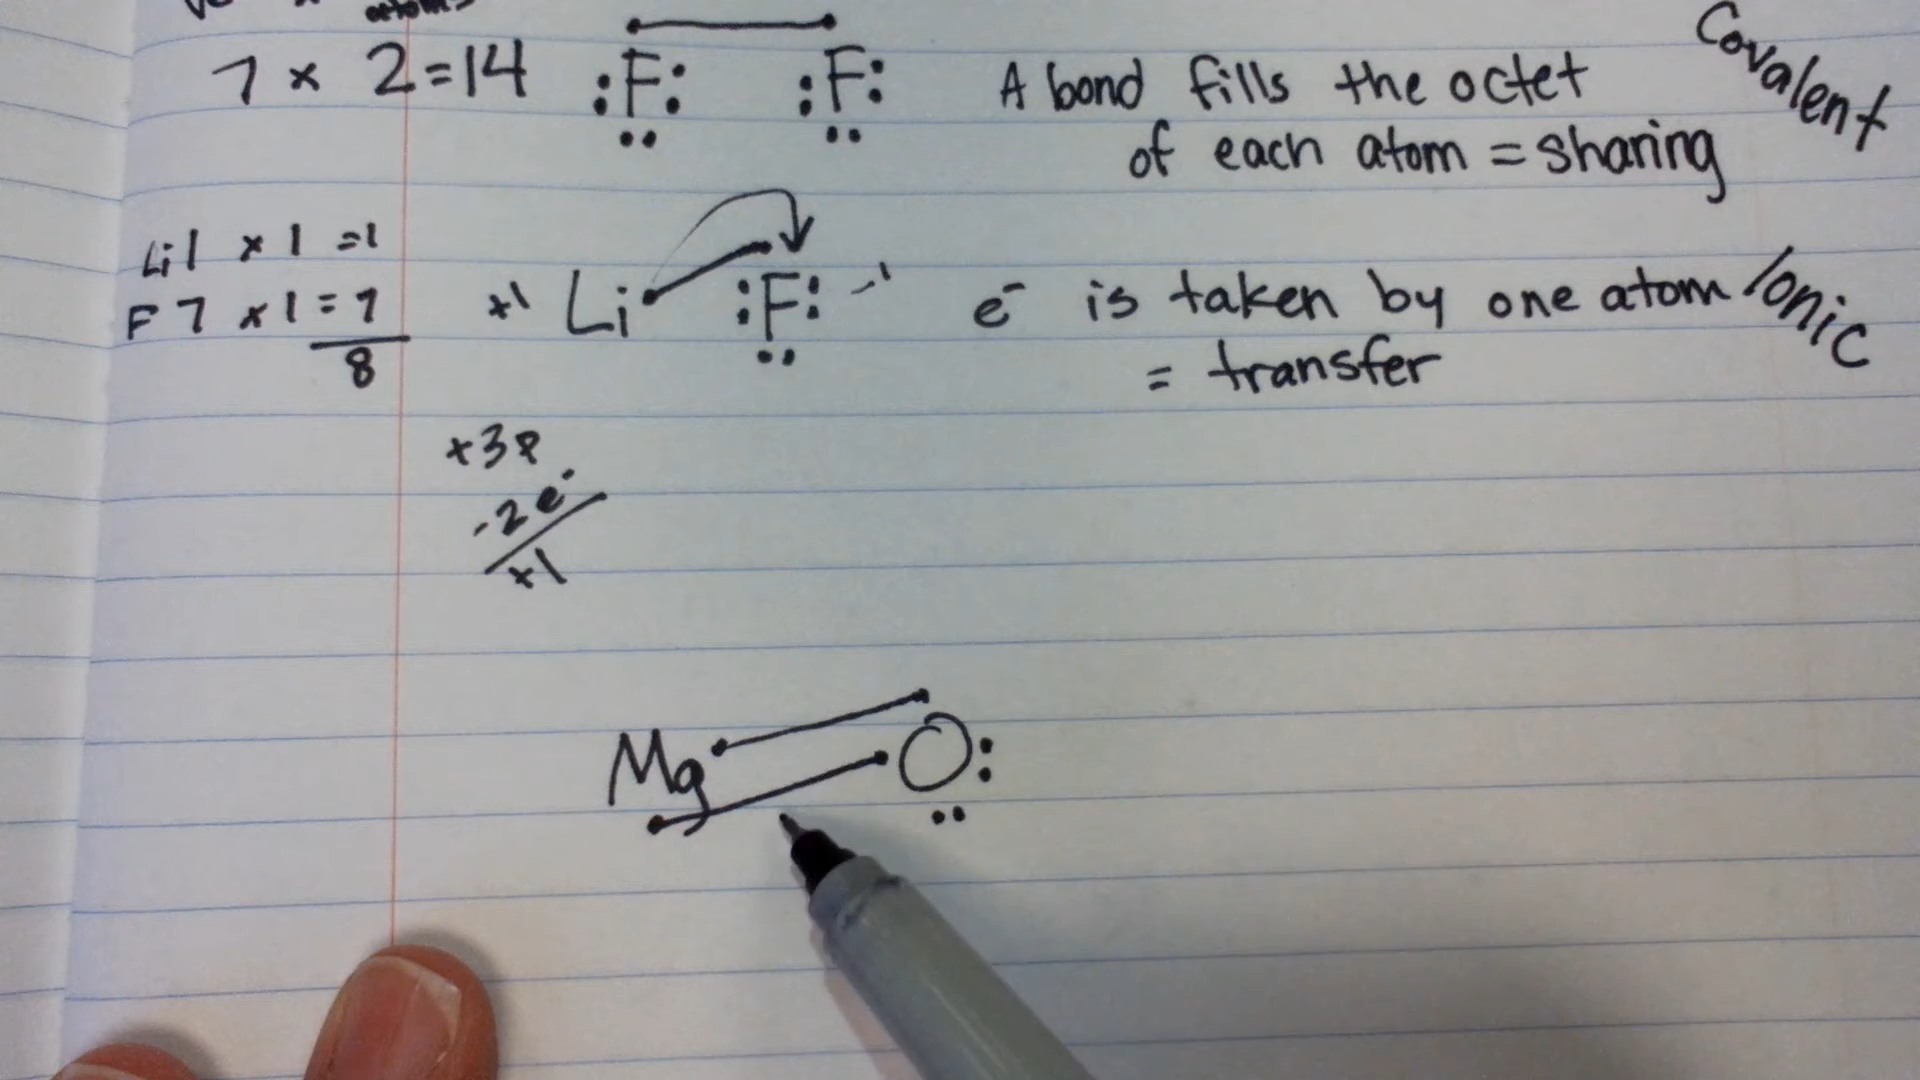 7 x 2=14 :F: :F: A bond fills the octet Covalent
of each atom = sharing
Li 1 x 1 =1
F 7 x 1 = 7 +1 Li :F: -1 e⁻ is taken by one atom Ionic
8 = transfer
+3p
-2e⁻
+1
Mg O: